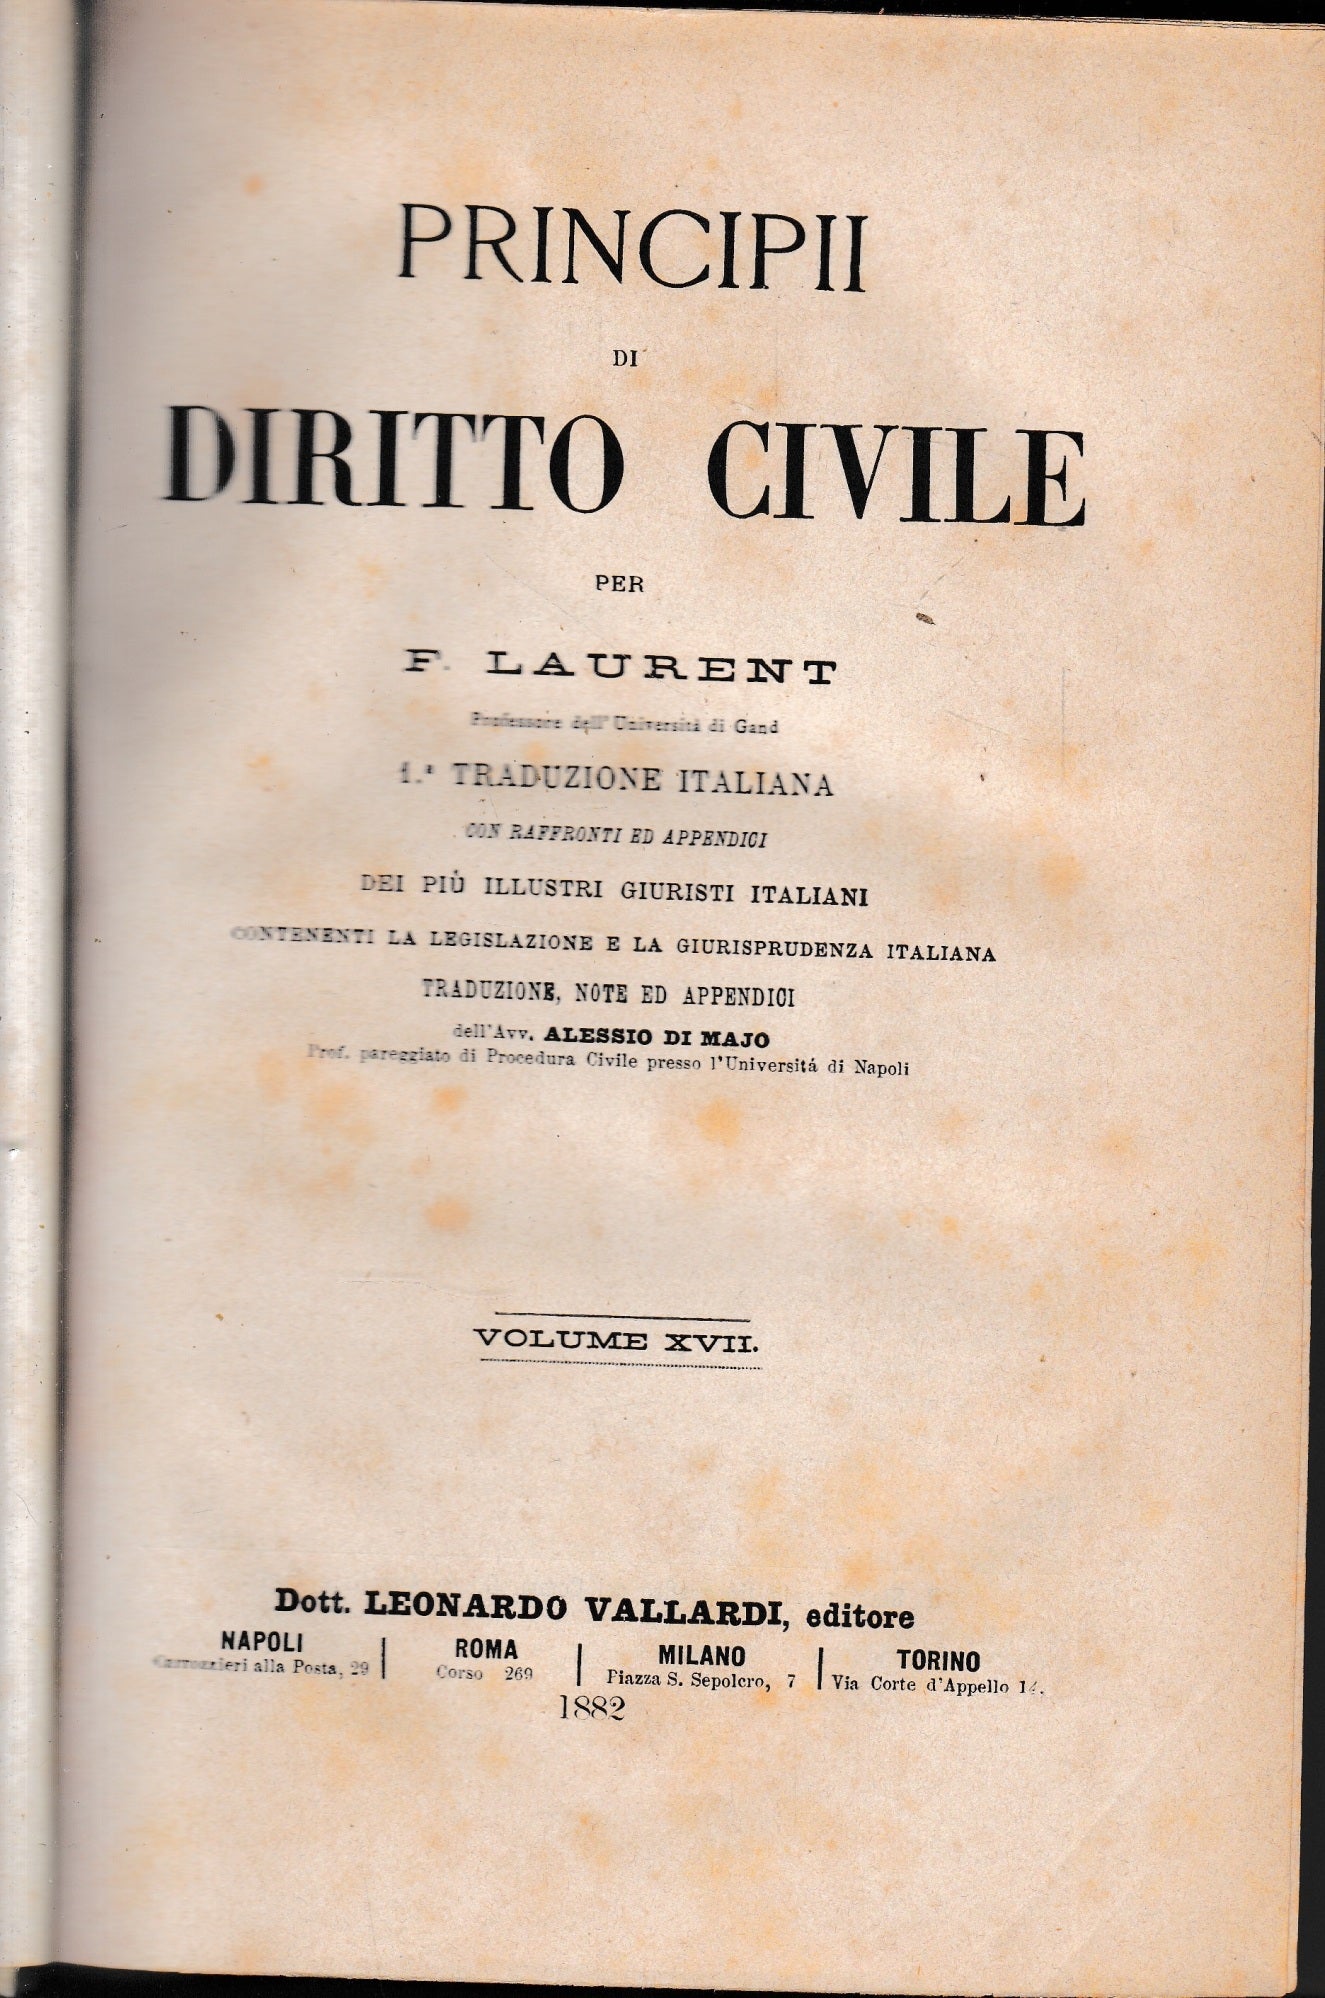 PRINCIPII
DI
DIRITTO CIVILE
PER
F. LAURENT
Professore dell' Università di Gand
1.ª TRADUZIONE ITALIANA
CON RAFFRONTI ED APPENDICI
DEI PIÙ ILLUSTRI GIURISTI ITALIANI
CONTENENTI LA LEGISLAZIONE E LA GIURISPRUDENZA ITALIANA
TRADUZIONE, NOTE ED APPENDICI
dell'Avv. ALESSIO DI MAJO
Prof. pareggiato di Procedura Civile presso l'Universitá di Napoli
VOLUME XVII.
Dott. LEONARDO VALLARDI, editore
NAPOLI | ROMA | MILANO | TORINO
Carrozzieri alla Posta, 29 | Corso 269 | Piazza S. Sepolcro, 7 | Via Corte d'Appello
1882